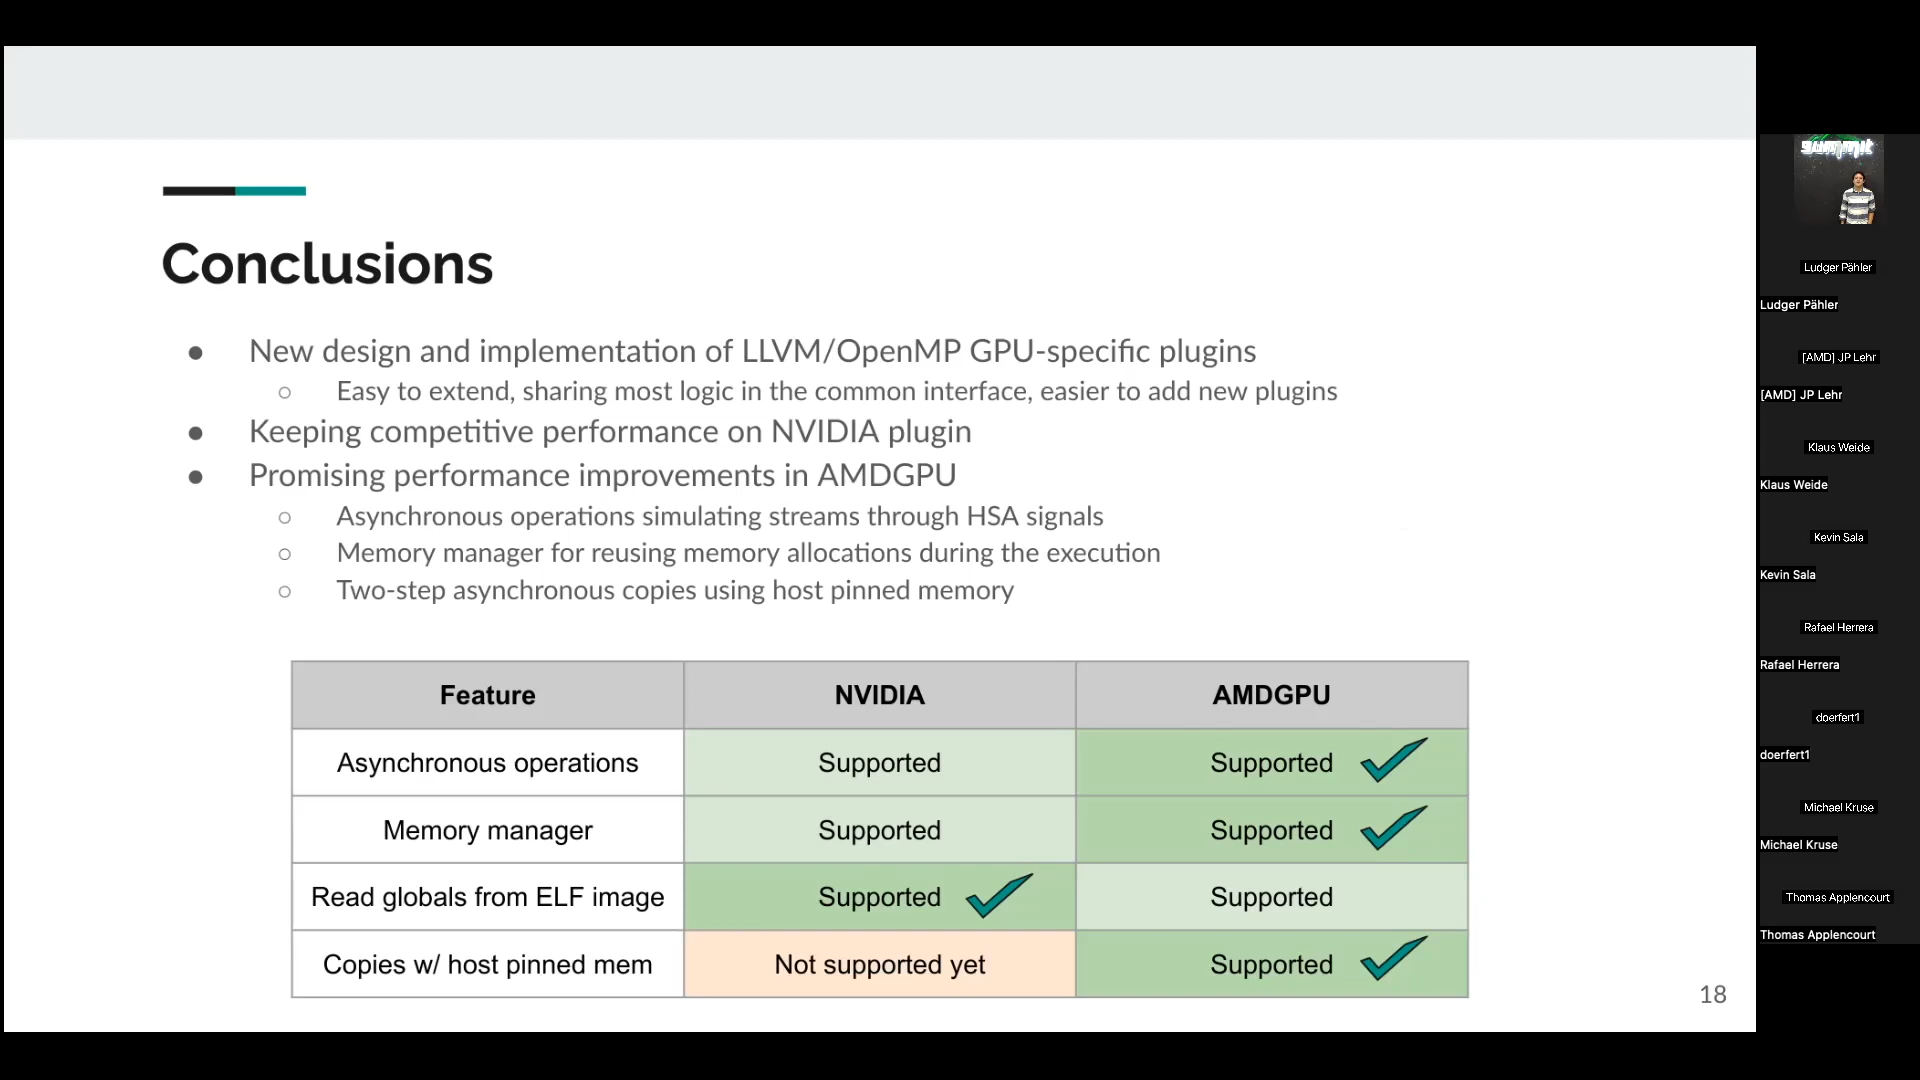 Conclusions
● New design and implementation of LLVM/OpenMP GPU-specific plugins
○ Easy to extend, sharing most logic in the common interface, easier to add new plugins
● Keeping competitive performance on NVIDIA plugin
● Promising performance improvements in AMDGPU
○ Asynchronous operations simulating streams through HSA signals
○ Memory manager for reusing memory allocations during the execution
○ Two-step asynchronous copies using host pinned memory
Feature NVIDIA AMDGPU
Asynchronous operations Supported Supported
Memory manager Supported Supported
Read globals from ELF image Supported Supported
Copies w/ host pinned mem Not supported yet Supported
18
summit
Ludger Pähler
Ludger Pähler
[AMD] JP Lehr
[AMD] JP Lehr
Klaus Weide
Klaus Weide
Kevin Sala
Kevin Sala
Rafael Herrera
Rafael Herrera
doerfert1
doerfert1
Michael Kruse
Michael Kruse
Thomas Applencourt
Thomas Applencourt